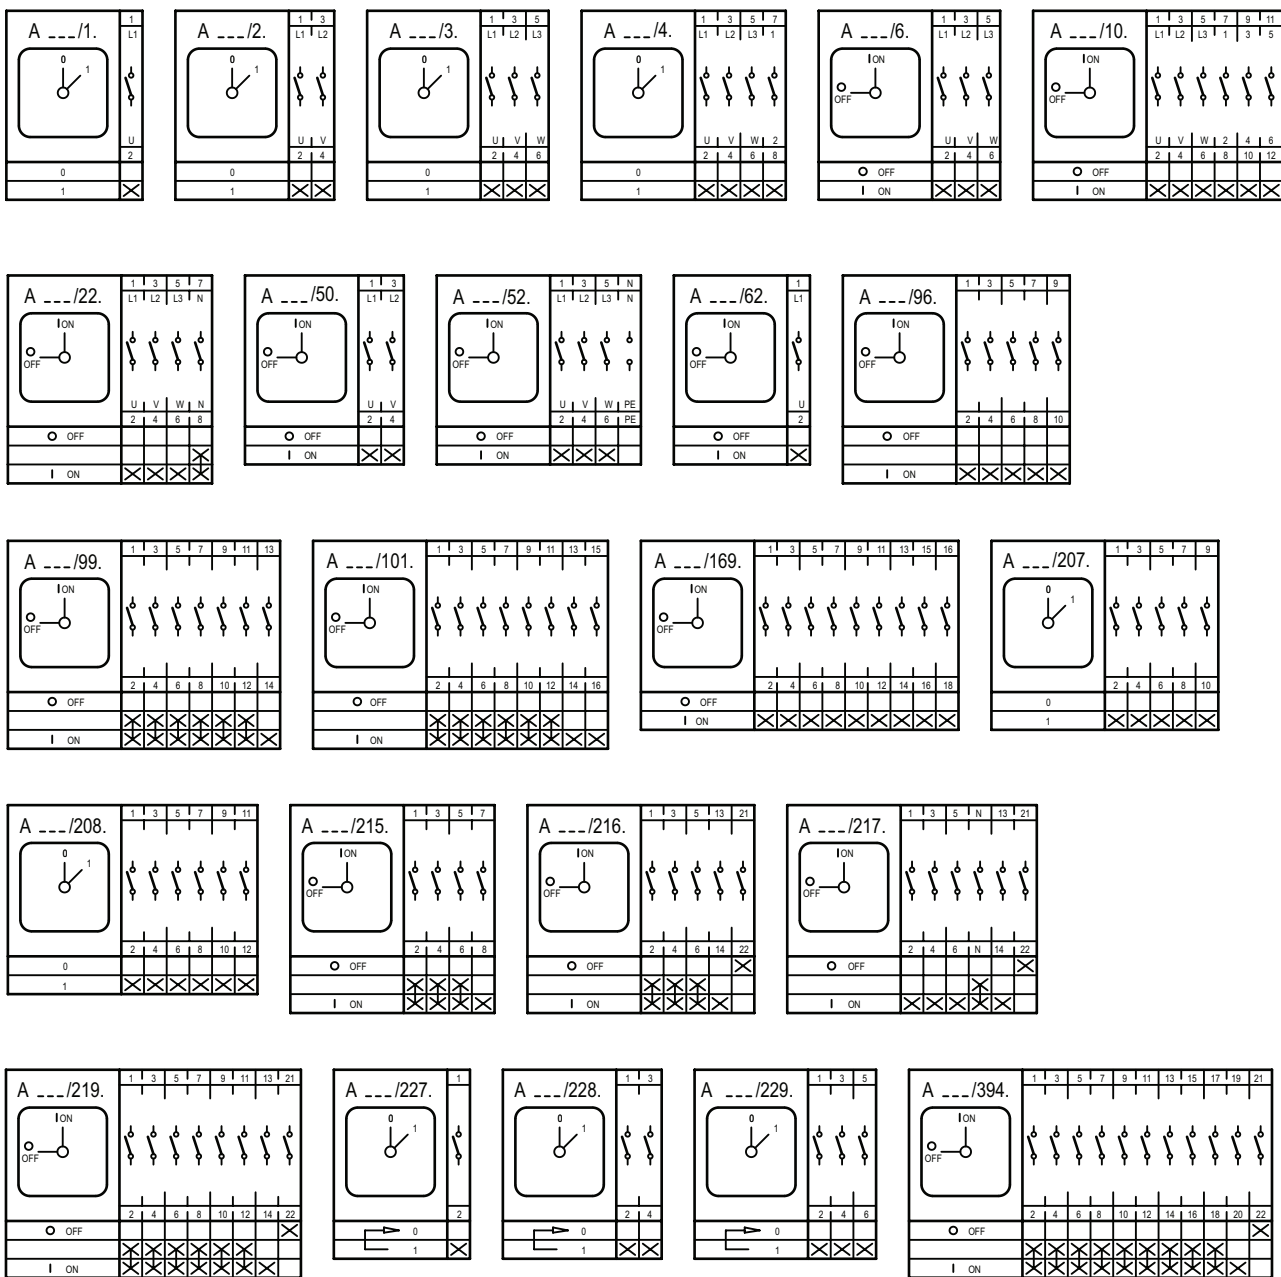 A ___/1.
1
L1
0
1
U
2
0
1
A ___/2.
1 3
L1 L2
0
1
U V
2 4
0
1
A ___/3.
1 3 5
L1 L2 L3
0
1
U V W
2 4 6
0
1
A ___/4.
1 3 5 7
L1 L2 L3 1
0
1
U V W 2
2 4 6 8
0
1
A ___/6.
1 3 5
L1 L2 L3
I ON
O OFF
U V W
2 4 6
O OFF
I ON
A ___/10.
1 3 5 7 9 11
L1 L2 L3 1 3 5
I ON
O OFF
U V W 2 4 6
2 4 6 8 10 12
O OFF
I ON
A ___/22.
1 3 5 7
L1 L2 L3 N
I ON
O OFF
U V W N
2 4 6 8
O OFF
I ON
A ___/50.
1 3
L1 L2
I ON
O OFF
U V
2 4
O OFF
I ON
A ___/52.
1 3 5 N
L1 L2 L3 N
I ON
O OFF
U V W PE
2 4 6 PE
O OFF
I ON
A ___/62.
1
L1
I ON
O OFF
U
2
O OFF
I ON
A ___/96.
1 3 5 7 9
I ON
O OFF
2 4 6 8 10
O OFF
I ON
A ___/99.
1 3 5 7 9 11 13
I ON
O OFF
2 4 6 8 10 12 14
O OFF
I ON
A ___/101.
1 3 5 7 9 11 13 15
I ON
O OFF
2 4 6 8 10 12 14 16
O OFF
I ON
A ___/169.
1 3 5 7 9 11 13 15 16
I ON
O OFF
2 4 6 8 10 12 14 16 18
O OFF
I ON
A ___/207.
1 3 5 7 9
0
1
2 4 6 8 10
0
1
A ___/208.
1 3 5 7 9 11
0
1
2 4 6 8 10 12
0
1
A ___/215.
1 3 5 7
I ON
O OFF
2 4 6 8
O OFF
I ON
A ___/216.
1 3 5 13 21
I ON
O OFF
2 4 6 14 22
O OFF
I ON
A ___/217.
1 3 5 N 13 21
I ON
O OFF
2 4 6 N 14 22
O OFF
I ON
A ___/219.
1 3 5 7 9 11 13 21
I ON
O OFF
2 4 6 8 10 12 14 22
O OFF
I ON
A ___/227.
1
0
1
2
0
1
A ___/228.
1 3
0
1
2 4
0
1
A ___/229.
1 3 5
0
1
2 4 6
0
1
A ___/394.
1 3 5 7 9 11 13 15 17 19 21
I ON
O OFF
2 4 6 8 10 12 14 16 18 20 22
O OFF
I ON